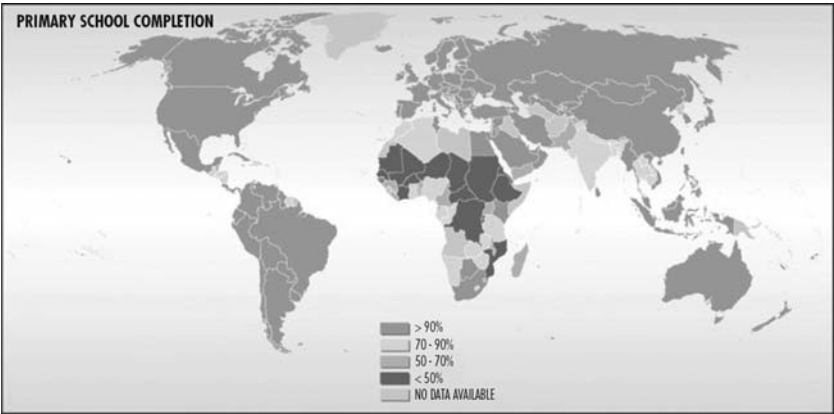 PRIMARY SCHOOL COMPLETION
> 90%
70 - 90%
50 - 70%
< 50%
NO DATA AVAILABLE